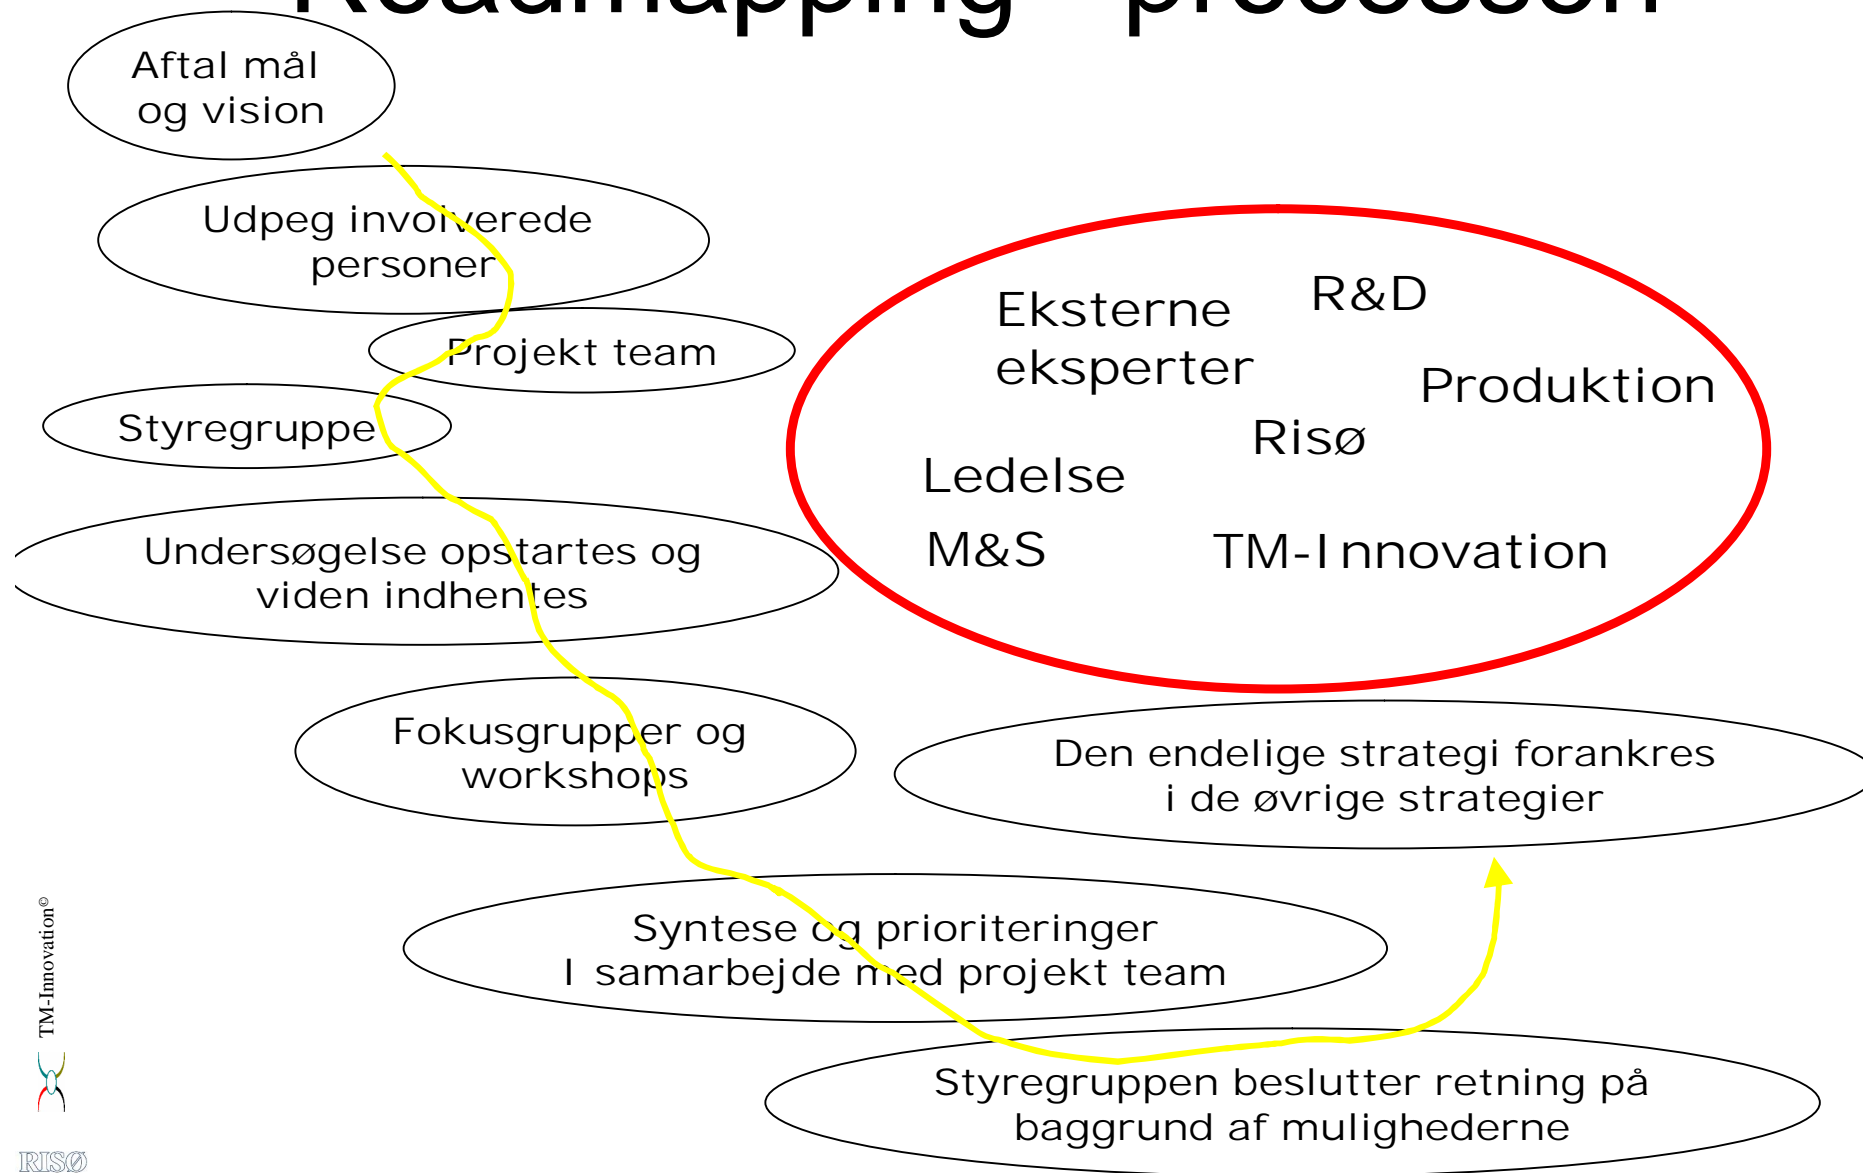 Roadmapping - processen
Aftal mål
og vision
Udpeg involverede
personer
Projekt team
Styregruppe
Undersøgelse opstartes og
viden indhentes
Fokusgrupper og
workshops
Syntese og prioriteringer
I samarbejde med projekt team
Styregruppen beslutter retning på
baggrund af mulighederne
Den endelige strategi forankres
i de øvrige strategier
Eksterne
eksperter
R&D
Produktion
Risø
Ledelse
M&S
TM-Innovation
TM-Innovation©
RISØ